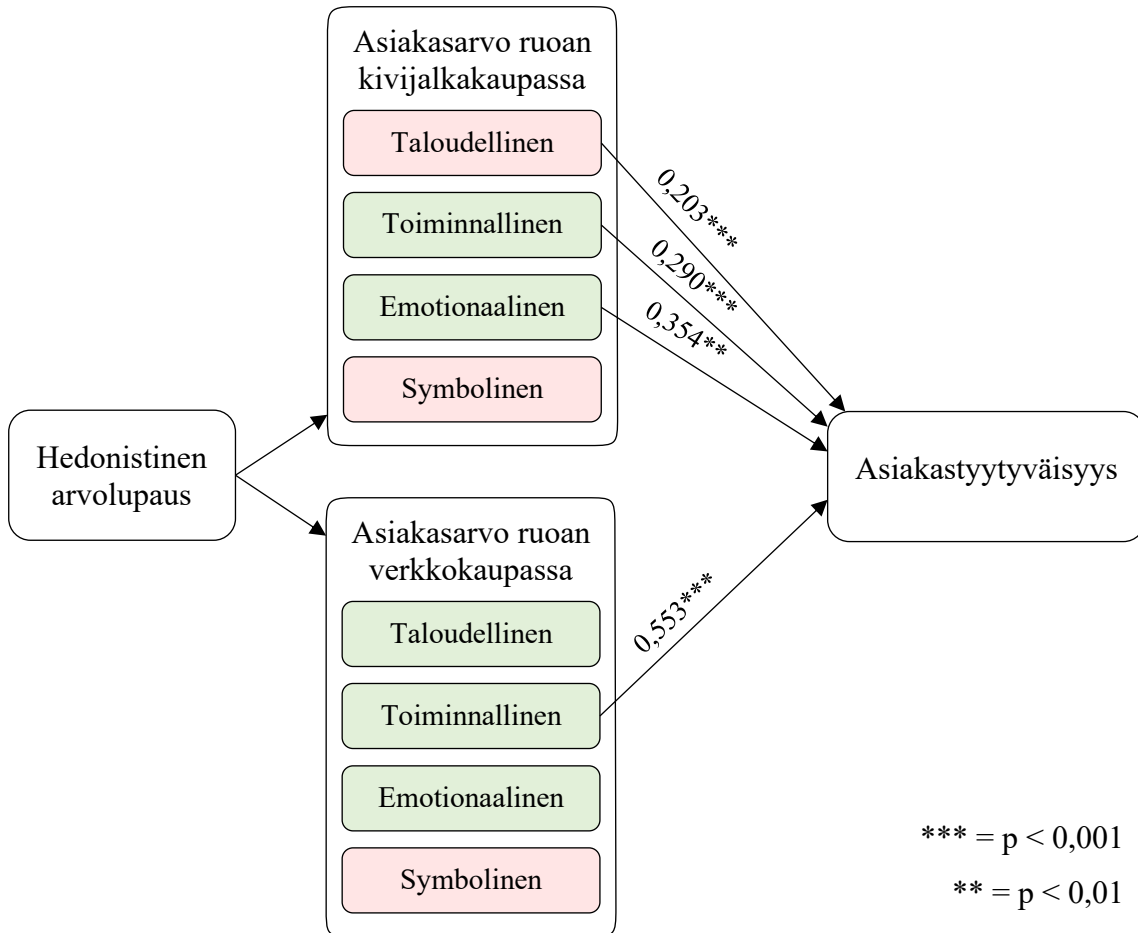 Asiakasarvo ruoan
kivijalkakaupassa
Taloudellinen
Toiminnallinen
Emotionaalinen
Symbolinen
0,203***
0,290***
0,354**
Hedonistinen
arvolupaus
Asiakastyytyväisyys
Asiakasarvo ruoan
verkkokaupassa
Taloudellinen
Toiminnallinen
Emotionaalinen
Symbolinen
0,553***
*** = p < 0,001
** = p < 0,01